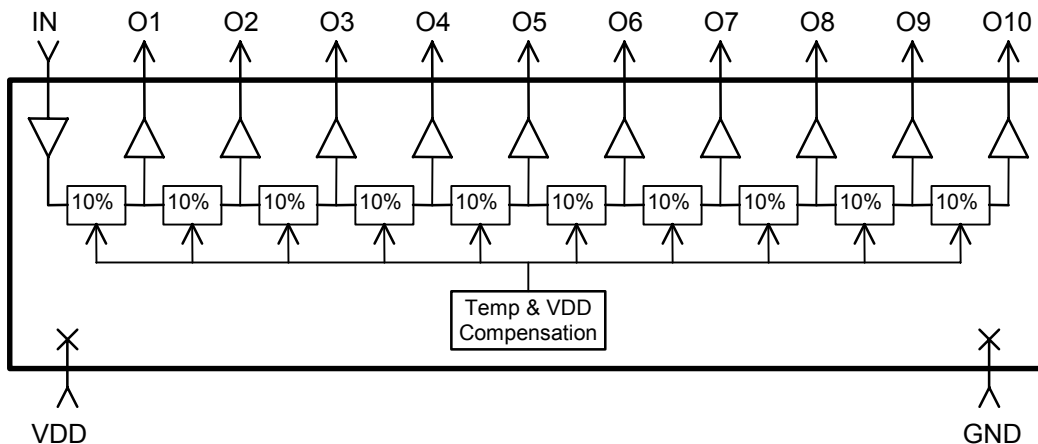 IN O1 O2 O3 O4 O5 O6 O7 O8 O9 O10
10% 10% 10% 10% 10% 10% 10% 10% 10% 10%
Temp & VDD
Compensation
VDD GND